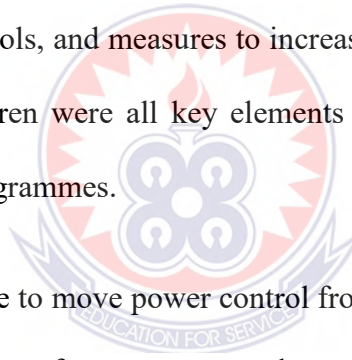 ols, and measures to increas
ren were all key elements
grammes.
e to move power control fro
EDUCATION FOR SERVICE